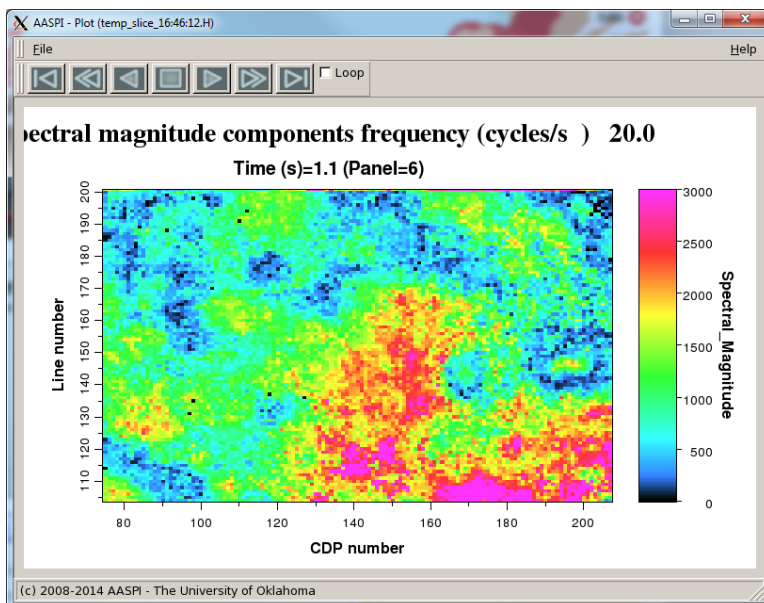 AASPI - Plot (temp_slice_16:46:12.H)
File
Help
Loop
pectral magnitude components frequency (cycles/s ) 20.0
Time (s)=1.1 (Panel=6)
200
190
180
170
160
150
140
130
120
110
Line number
80
100
120
140
160
180
200
CDP number
3000
2500
2000
1500
1000
500
0
Spectral_Magnitude
(c) 2008-2014 AASPI - The University of Oklahoma